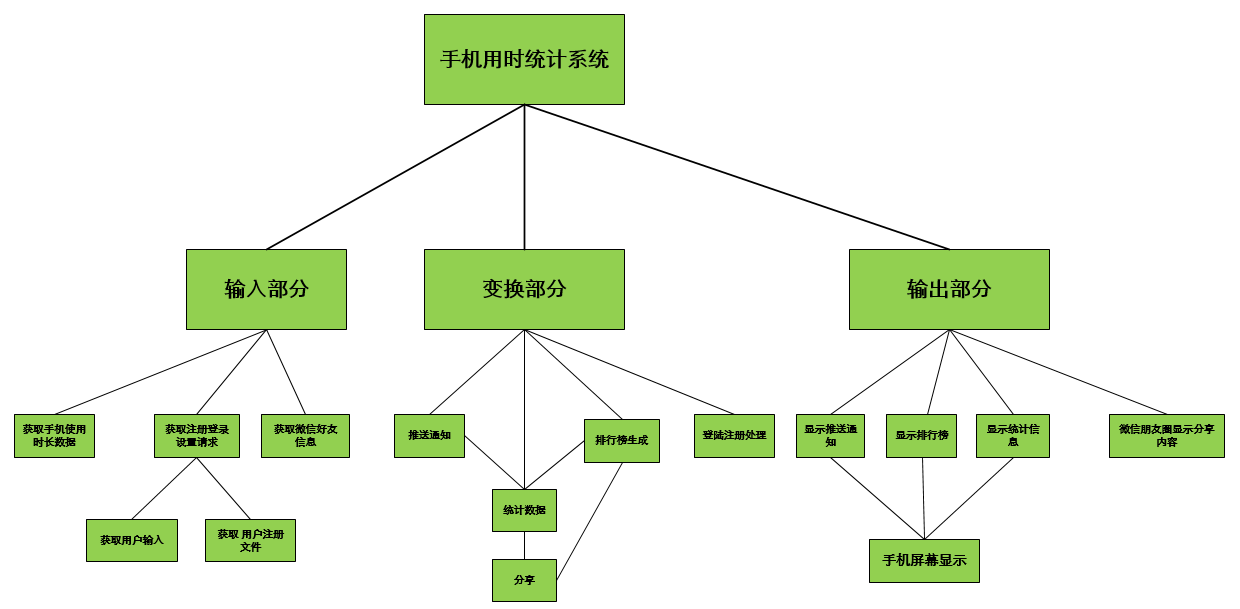 手机用时统计系统
输入部分
变换部分
输出部分
获取手机使用
时长数据
获取注册登录
设置请求
获取微信好友
信息
推送通知
排行榜生成
登陆注册处理
显示推送通
知
显示排行榜
显示统计信
息
微信朋友圈显示分享
内容
统计数据
获取用户输入
获取 用户注册
文件
分享
手机屏幕显示